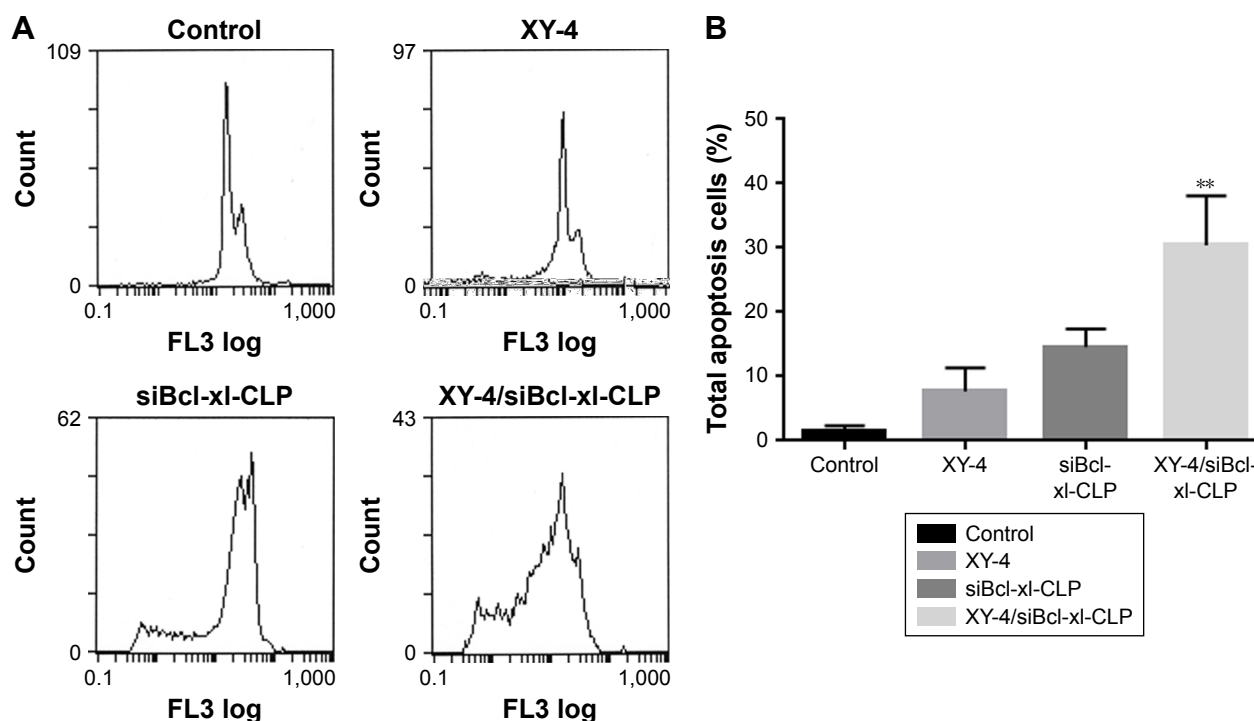 A
Control
109
Count
0
0.1
1,000
FL3 log
XY-4
97
Count
0
0.1
1,000
FL3 log
siBcl-xl-CLP
62
Count
0
0.1
1,000
FL3 log
XY-4/siBcl-xl-CLP
43
Count
0
0.1
1,000
FL3 log
B
Total apoptosis cells (%)
50
40
30
20
10
0
**
Control
XY-4
siBcl-
xl-CLP
XY-4/siBcl-
xl-CLP
Control
XY-4
siBcl-xl-CLP
XY-4/siBcl-xl-CLP